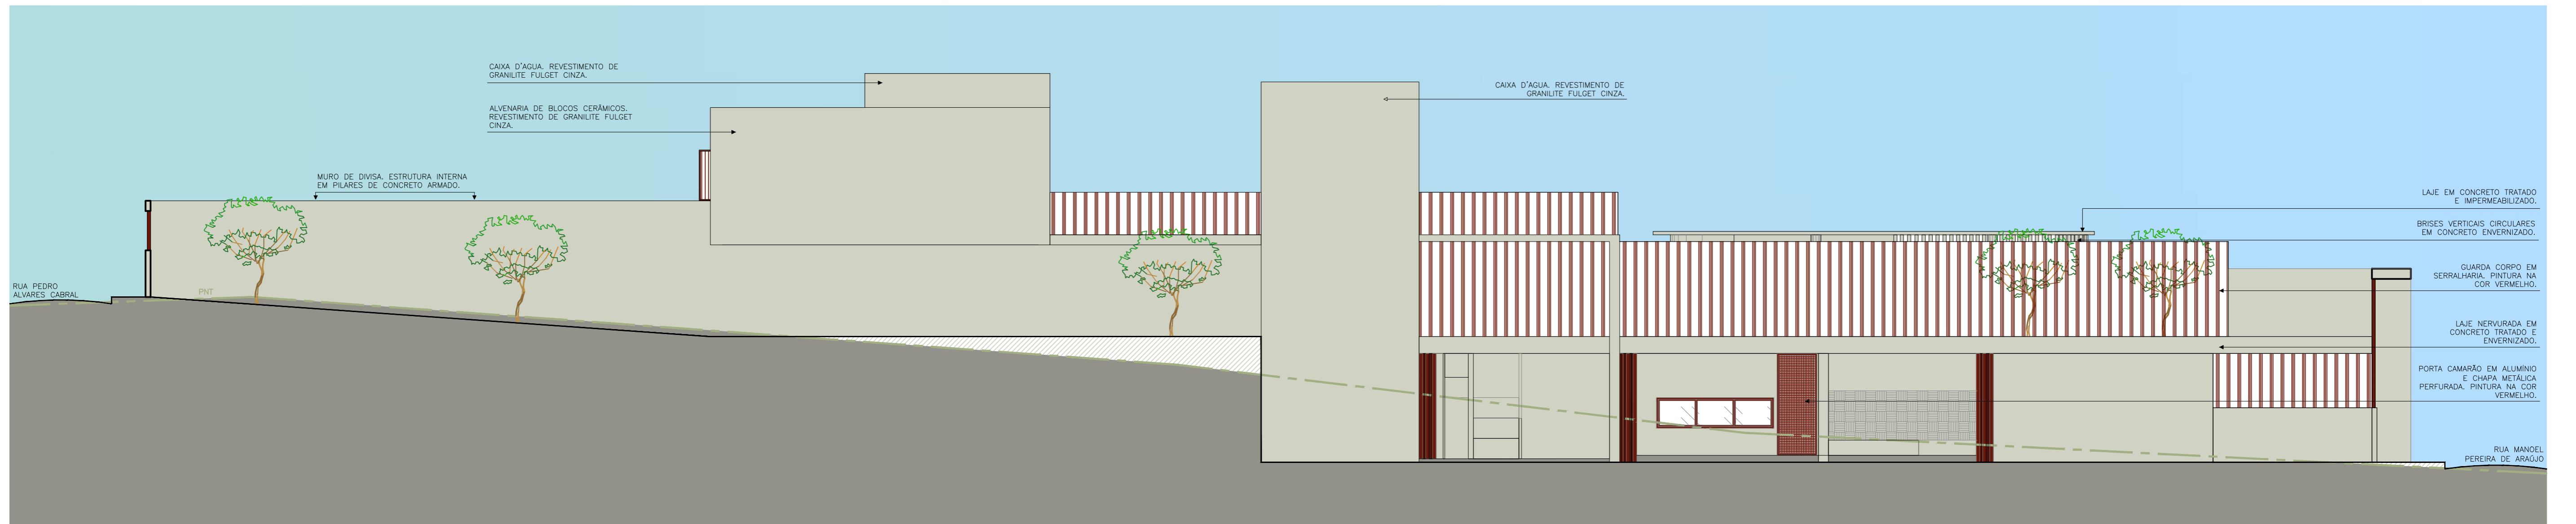 CAIXA D'AGUA. REVESTIMENTO DE
GRANILITE FULGET CINZA.
ALVENARIA DE BLOCOS CERÂMICOS.
REVESTIMENTO DE GRANILITE FULGET
CINZA.
MURO DE DIVISA. ESTRUTURA INTERNA
EM PILARES DE CONCRETO ARMADO.
RUA PEDRO
ALVARES CABRAL
PNT
CAIXA D'AGUA. REVESTIMENTO DE
GRANILITE FULGET CINZA.
LAJE EM CONCRETO TRATADO
E IMPERMEABILIZADO.
BRISES VERTICAIS CIRCULARES
EM CONCRETO ENVERNIZADO.
GUARDA CORPO EM
SERRALHARIA. PINTURA NA
COR VERMELHO.
LAJE NERVURADA EM
CONCRETO TRATADO E
ENVERNIZADO.
PORTA CAMARÃO EM ALUMÍNIO
E CHAPA METÁLICA
PERFURADA. PINTURA NA COR
VERMELHO.
RUA MANOEL
PEREIRA DE ARAÚJO